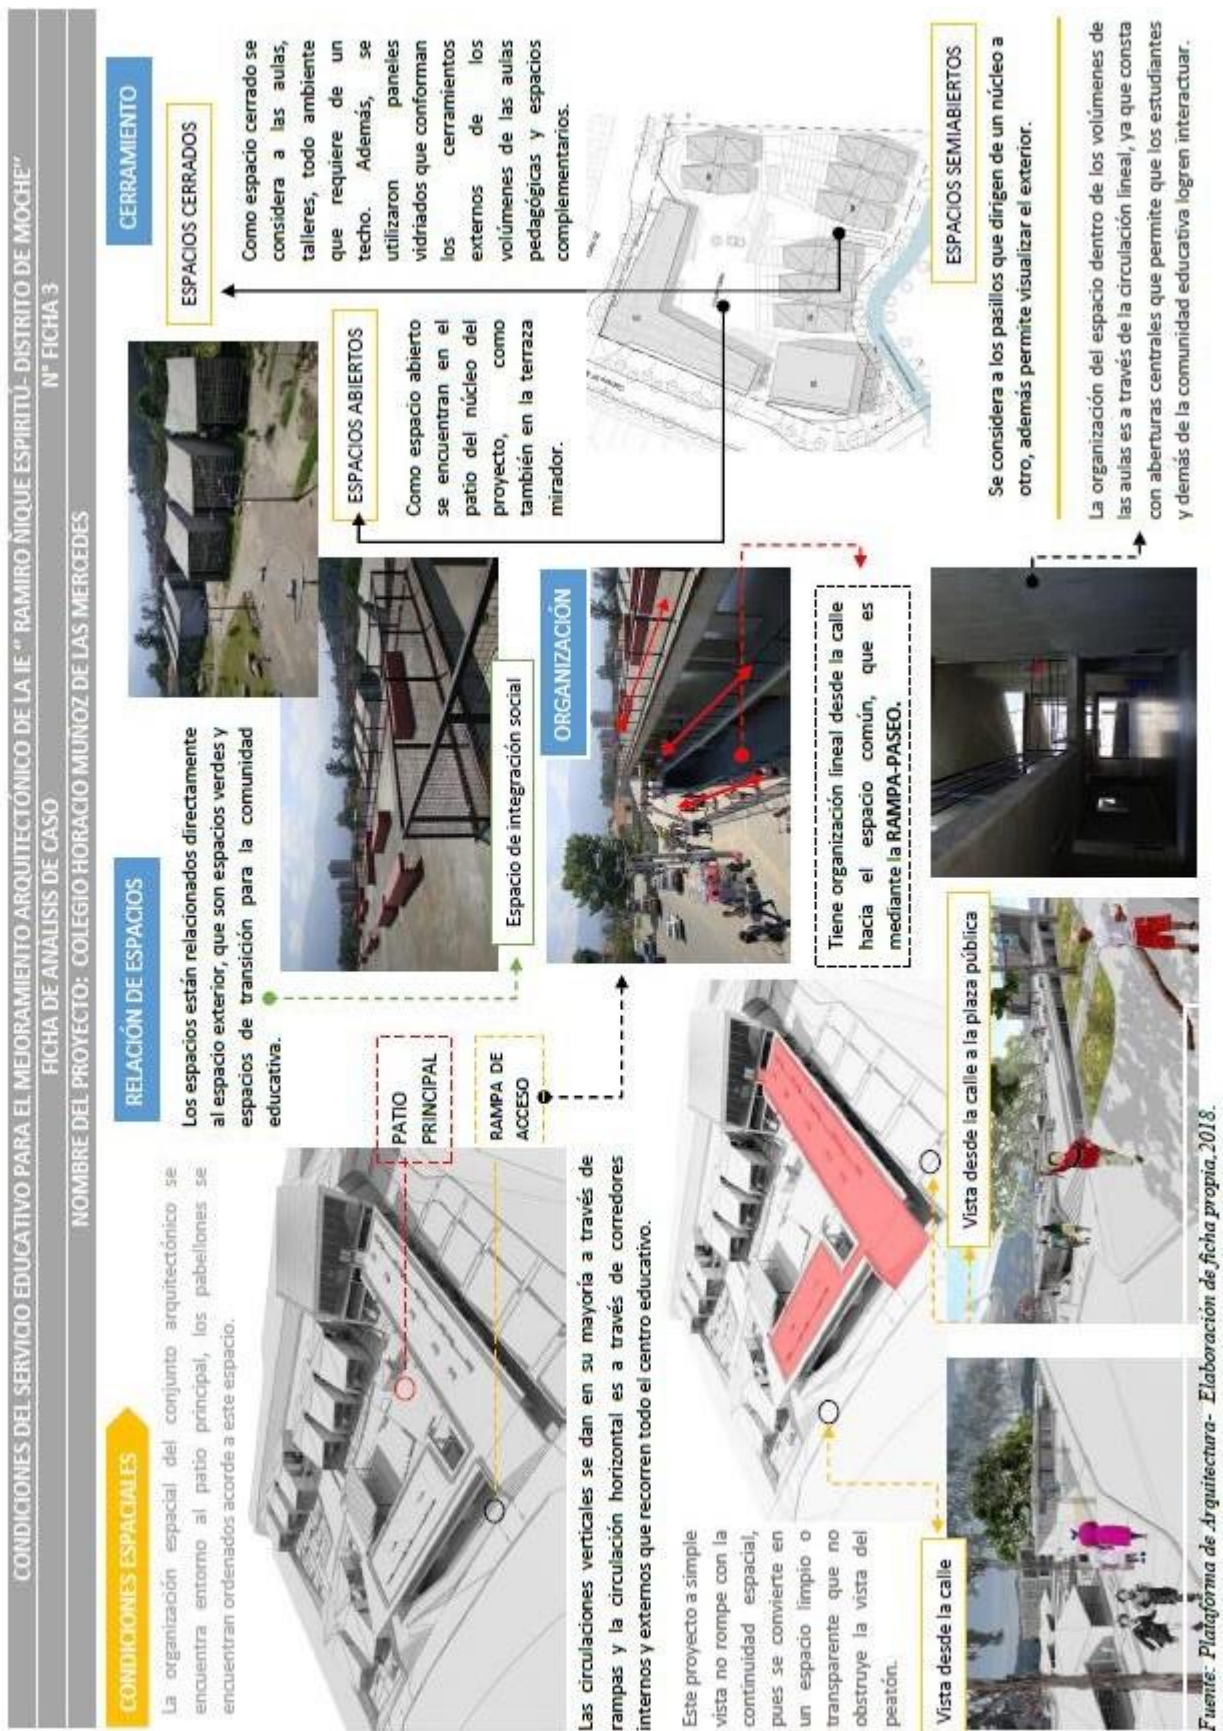 CONDICIONES DEL SERVICIO EDUCATIVO PARA EL MEJORAMIENTO ARQUITECTÓNICO DE LA IE " RAMIRO ÑIQUE ESPIRITÚ- DISTRITO DE MOCHE"
FICHA DE ANÁLISIS DE CASO
N° FICHA 3
NOMBRE DEL PROYECTO: COLEGIO HORACIO MUÑOZ DE LAS MERCEDES
CONDICIONES ESPACIALES
La organización espacial del conjunto arquitectónico se
encuentra entorno al patio principal, los pabellones se
encuentran ordenados acorde a este espacio.
PATIO
PRINCIPAL
RAMPA DE
ACCESO
Las circulaciones verticales se dan en su mayoría a través de
rampas y la circulación horizontal es a través de corredores
internos y externos que recorren todo el centro educativo.
Este proyecto a simple
vista no rompe con la
continuidad espacial,
pues se convierte en
un espacio limpio o
transparente que no
obstruye la vista del
peatón.
Vista desde la calle
Vista desde la calle a la plaza pública
RELACIÓN DE ESPACIOS
Los espacios están relacionados directamente
al espacio exterior, que son espacios verdes y
espacios de transición para la comunidad
educativa.
Espacio de integración social
ORGANIZACIÓN
Tiene organización lineal desde la calle
hacia el espacio común, que es
mediante la RAMPA-PASEO.
CERRAMIENTO
ESPACIOS CERRADOS
Como espacio cerrado se
considera a las aulas,
talleres, todo ambiente
que requiere de un
techo. Además, se
utilizaron paneles
vidriados que conforman
los cerramientos
externos de los
volúmenes de las aulas
pedagógicas y espacios
complementarios.
ESPACIOS ABIERTOS
Como espacio abierto
se encuentran en el
patio del núcleo del
proyecto, como
también en la terraza
mirador.
ESPACIOS SEMIABIERTOS
Se considera a los pasillos que dirigen de un núcleo a
otro, además permite visualizar el exterior.
La organización del espacio dentro de los volúmenes de
las aulas es a través de la circulación lineal, ya que consta
con aberturas centrales que permite que los estudiantes
y demás de la comunidad educativa logren interactuar.
Fuente: Plataforma de Arquitectura- Elaboración de ficha propia, 2018.